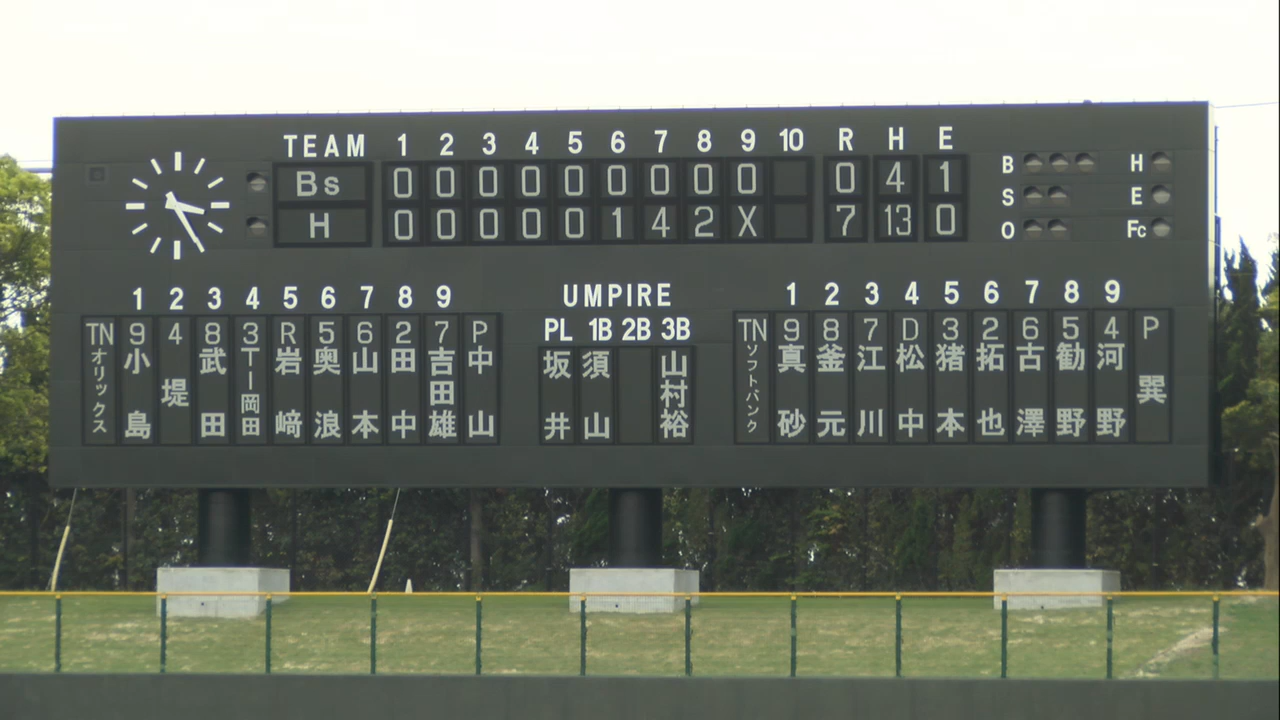 TEAM 1 2 3 4 5 6 7 8 9 10 R H E
Bs 0 0 0 0 0 0 0 0 0 0 4 1
H 0 0 0 0 0 1 4 2 X 7 13 0
B H
S E
O Fc
1 2 3 4 5 6 7 8 9
TN 9 4 8 3 R 5 6 2 7 P
オリックス
小島
堤
武田
T-岡田
岩﨑
奥浪
山本
田中
吉田雄
中山
UMPIRE
PL 1B 2B 3B
坂井
須山
山村裕
1 2 3 4 5 6 7 8 9
TN 9 8 7 D 3 2 6 5 4 P
ソフトバンク
真砂
釜元
江川
松中
猪本
拓也
古澤
勧野
河野
巽